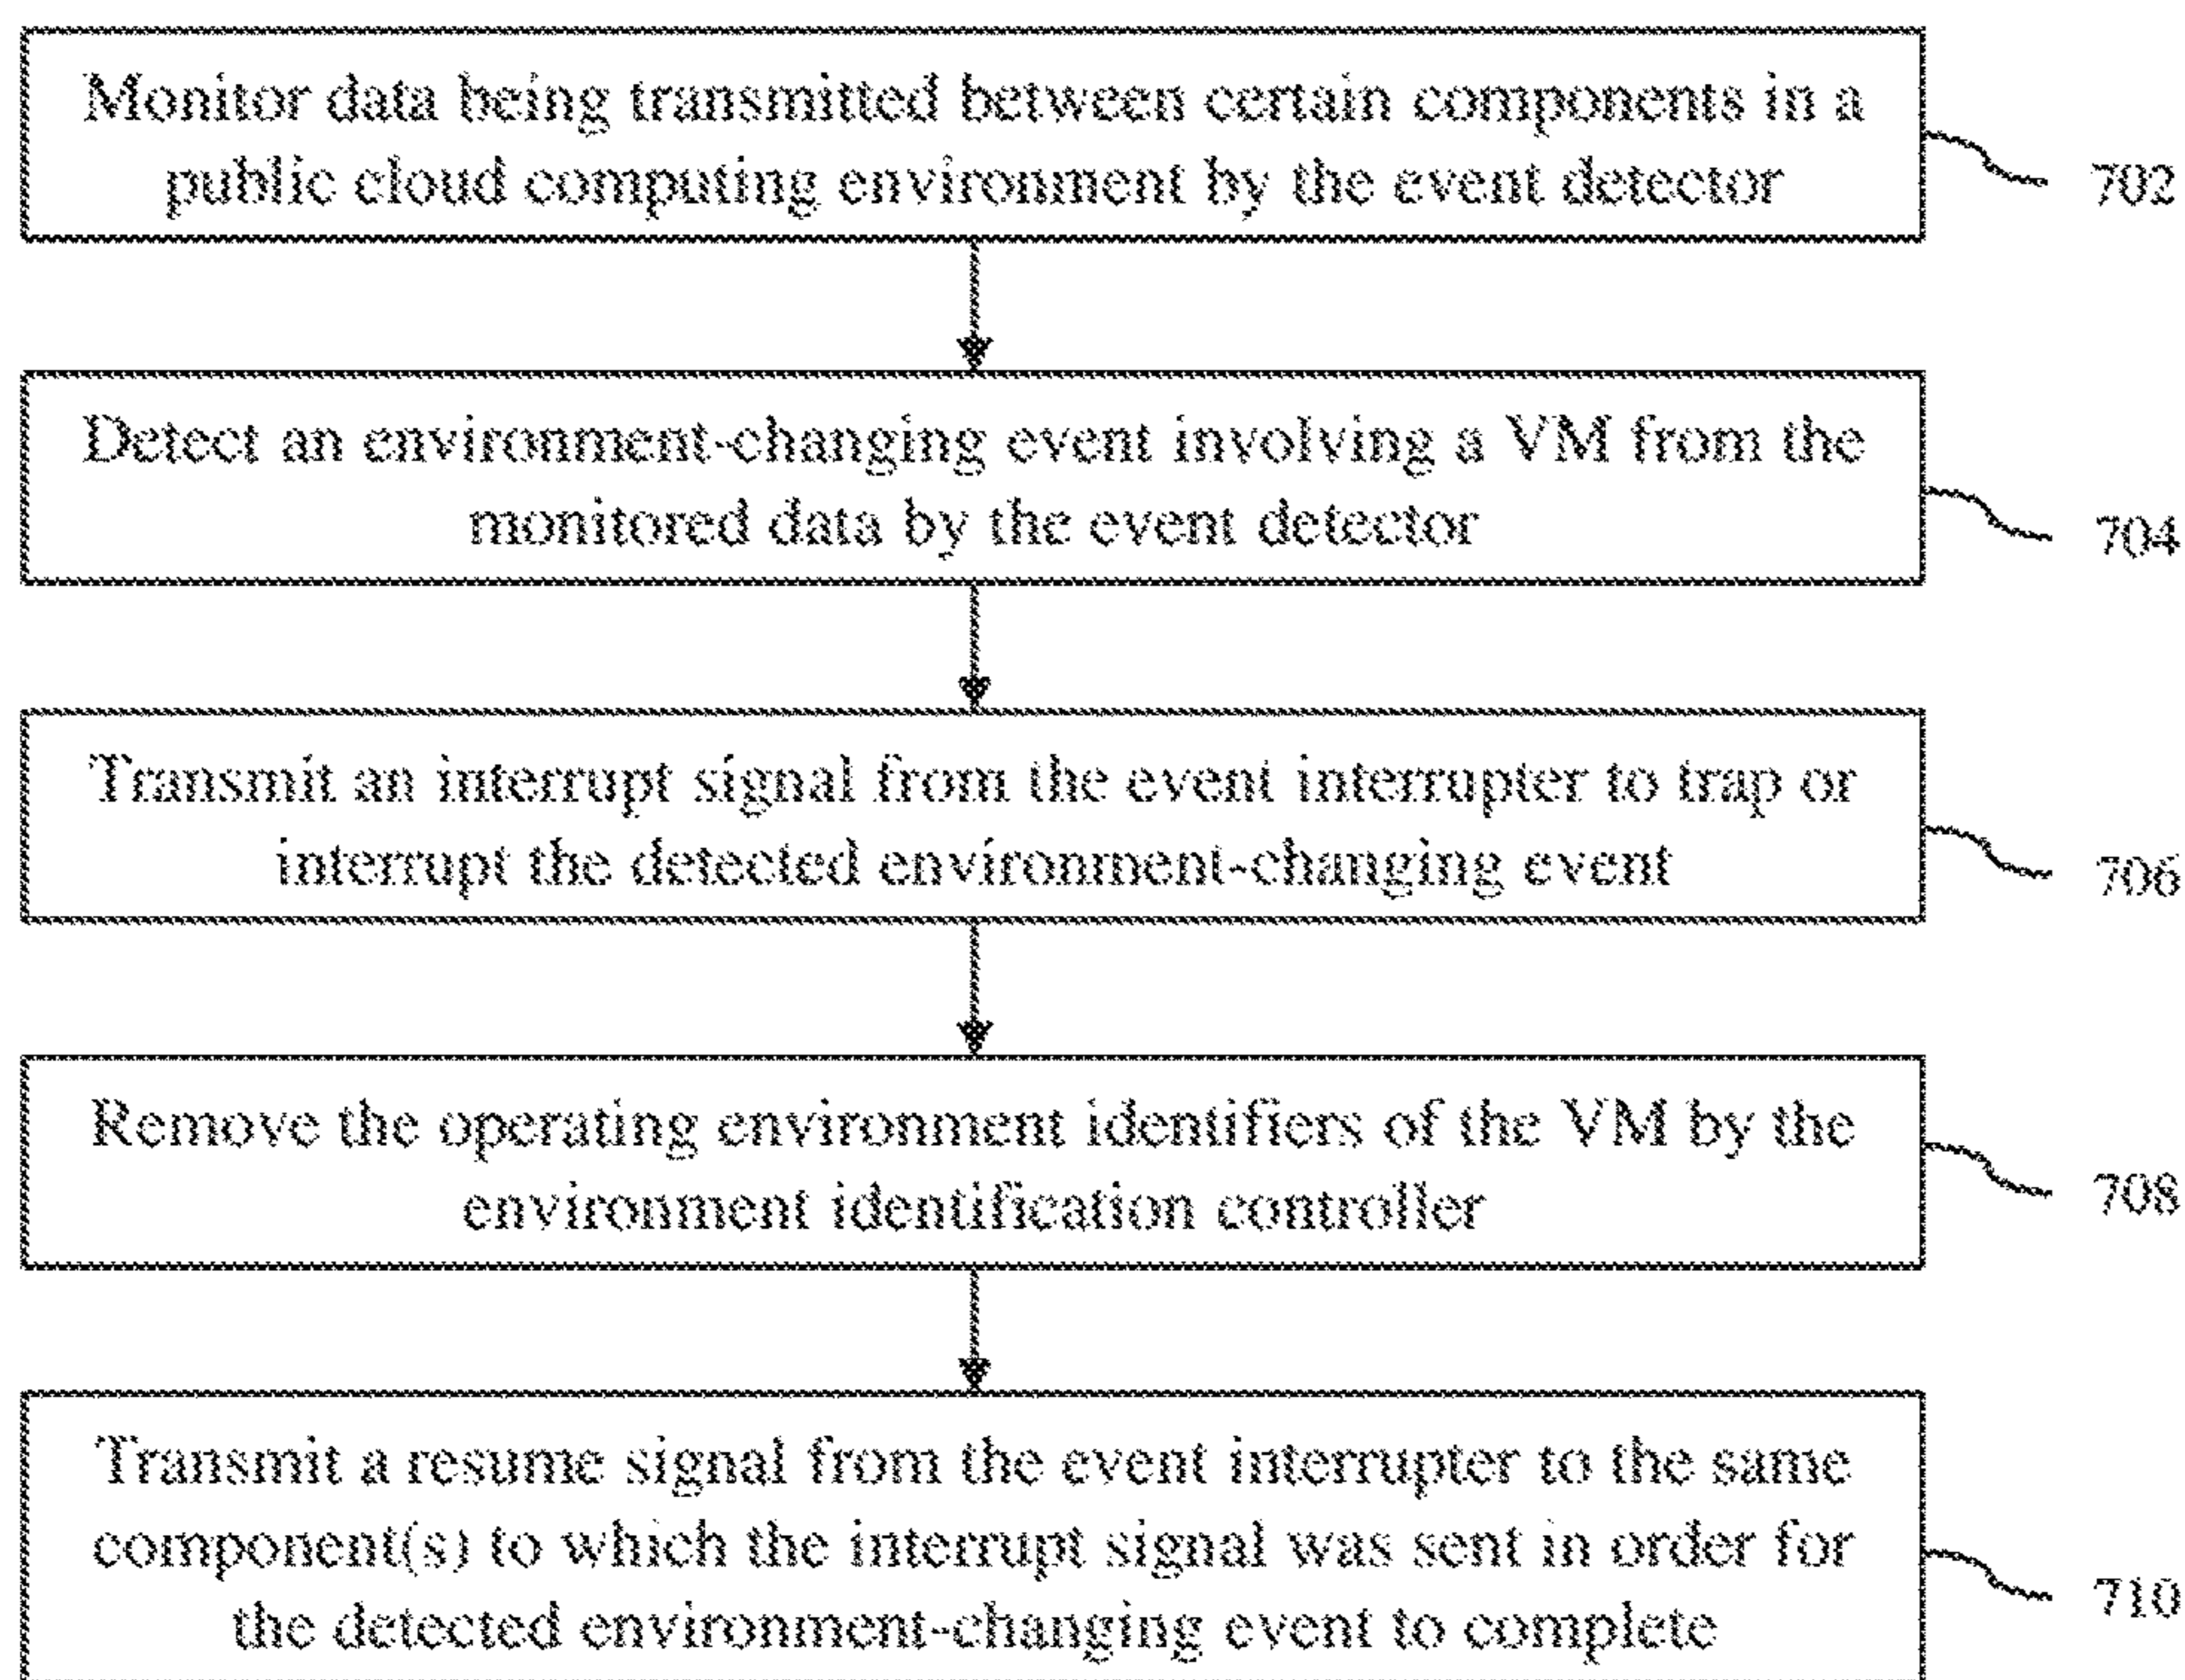 Monitor data being transmitted between certain components in a
public cloud computing environment by the event detector
702
Detect an environment-changing event involving a VM from the
monitored data by the event detector
704
Transmit an interrupt signal from the event interrupter to trap or
interrupt the detected environment-changing event
706
Remove the operating environment identifiers of the VM by the
environment identification controller
708
Transmit a resume signal from the event interrupter to the same
component(s) to which the interrupt signal was sent in order for
the detected environment-changing event to complete
710